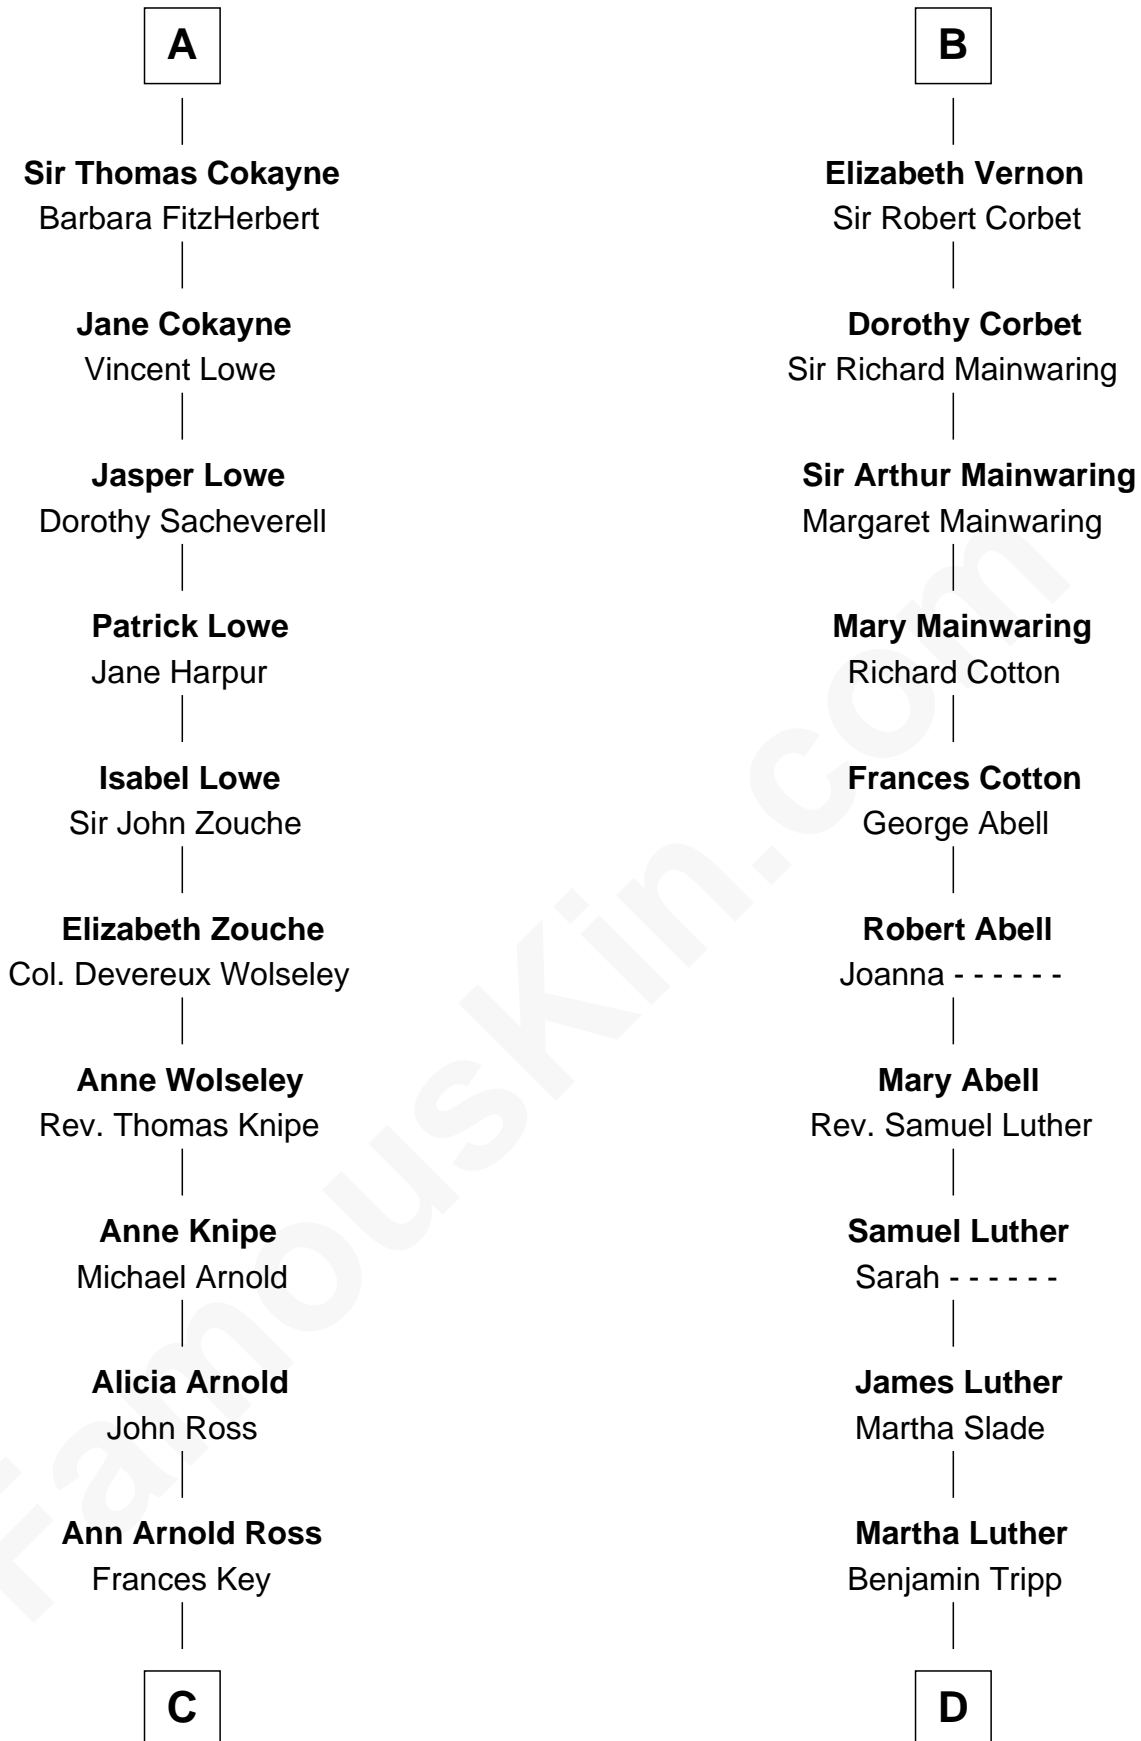 A
Sir Thomas Cokayne
Barbara FitzHerbert
Jane Cokayne
Vincent Lowe
Jasper Lowe
Dorothy Sacheverell
Patrick Lowe
Jane Harpur
Isabel Lowe
Sir John Zouche
Elizabeth Zouche
Col. Devereux Wolseley
Anne Wolseley
Rev. Thomas Knipe
Anne Knipe
Michael Arnold
Alicia Arnold
John Ross
Ann Arnold Ross
Frances Key
C
B
Elizabeth Vernon
Sir Robert Corbet
Dorothy Corbet
Sir Richard Mainwaring
Sir Arthur Mainwaring
Margaret Mainwaring
Mary Mainwaring
Richard Cotton
Frances Cotton
George Abell
Robert Abell
Joanna - - - - - -
Mary Abell
Rev. Samuel Luther
Samuel Luther
Sarah - - - - - -
James Luther
Martha Slade
Martha Luther
Benjamin Tripp
D
FamousKin.com